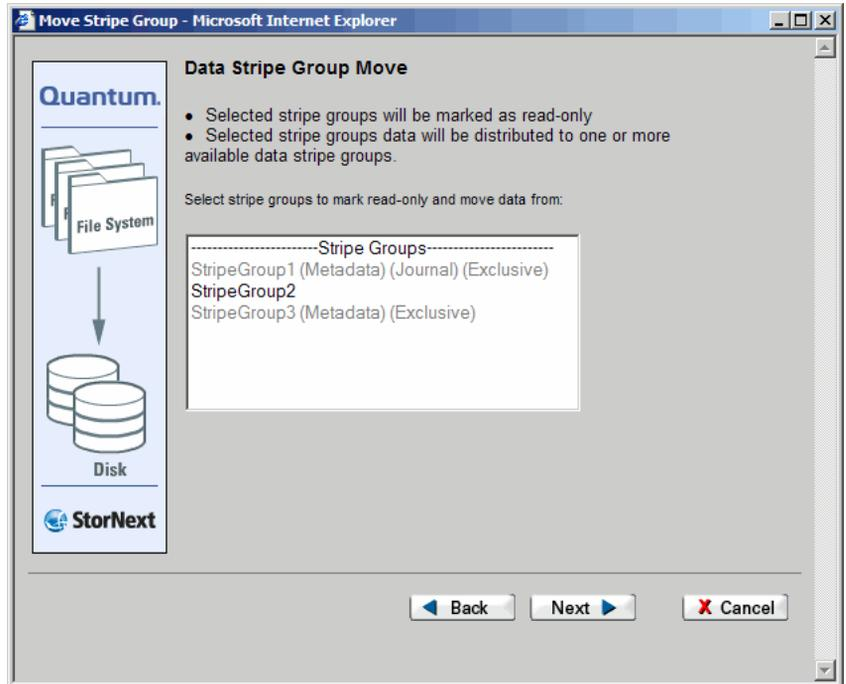 Move Stripe Group - Microsoft Internet Explorer
Quantum.
File System
Disk
StorNext
Data Stripe Group Move
• Selected stripe groups will be marked as read-only
• Selected stripe groups data will be distributed to one or more
available data stripe groups.
Select stripe groups to mark read-only and move data from:
------------------------Stripe Groups------------------------
StripeGroup1 (Metadata) (Journal) (Exclusive)
StripeGroup2
StripeGroup3 (Metadata) (Exclusive)
Back
Next
X Cancel